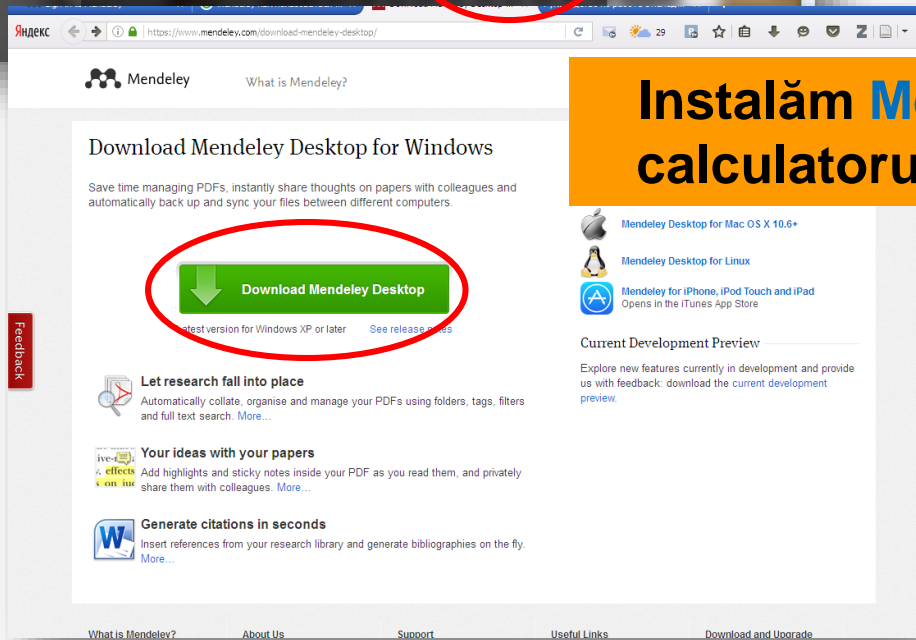 Яндекс
https://www.mendeley.com/download-mendeley-desktop/
29
Mendeley
What is Mendeley?
Instalăm
Download Mendeley Desktop for Windows
Save time managing PDFs, instantly share thoughts on papers with colleagues and
automatically back up and sync your files between different computers.
Download Mendeley Desktop
version for Windows XP or later See release
Mendeley Desktop for Mac OS X 10.6+
Mendeley Desktop for Linux
Mendeley for iPhone, iPod Touch and iPad
Opens in the iTunes App Store
Current Development Preview
Explore new features currently in development and provide
us with feedback: download the current development
preview.
Feedback
Let research fall into place
Automatically collate, organise and manage your PDFs using folders, tags, filters
and full text search. More...
Your ideas with your papers
Add highlights and sticky notes inside your PDF as you read them, and privately
share them with colleagues. More...
effects
Generate citations in seconds
Insert references from your research library and generate bibliographies on the fly.
More...
What is Mendeley? About Us Support Useful Links Download and Upgrade